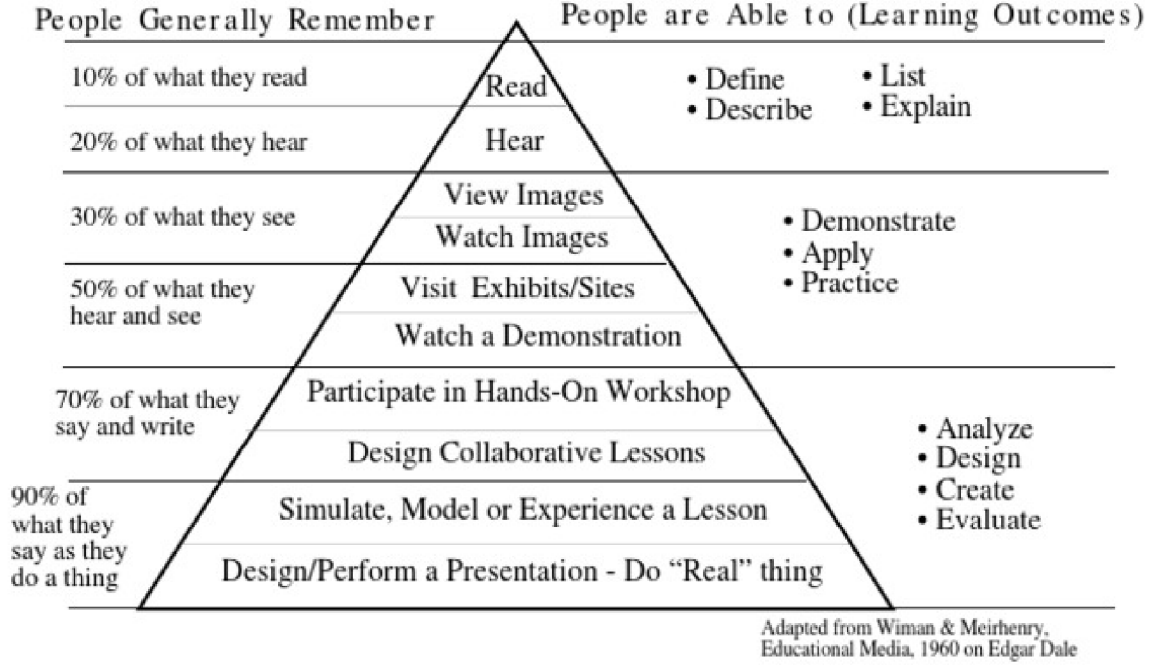 People Generally Remember
People are Able to (Learning Outcomes)
10% of what they read
Read
• Define
• List
• Describe
• Explain
20% of what they hear
Hear
30% of what they see
View Images
Watch Images
• Demonstrate
• Apply
• Practice
50% of what they
hear and see
Visit Exhibits/Sites
Watch a Demonstration
70% of what they
say and write
Participate in Hands-On Workshop
Design Collaborative Lessons
• Analyze
• Design
• Create
• Evaluate
90% of
what they
say as they
do a thing
Simulate, Model or Experience a Lesson
Design/Perform a Presentation - Do “Real” thing
Adapted from Wiman & Meirhenry,
Educational Media, 1960 on Edgar Dale